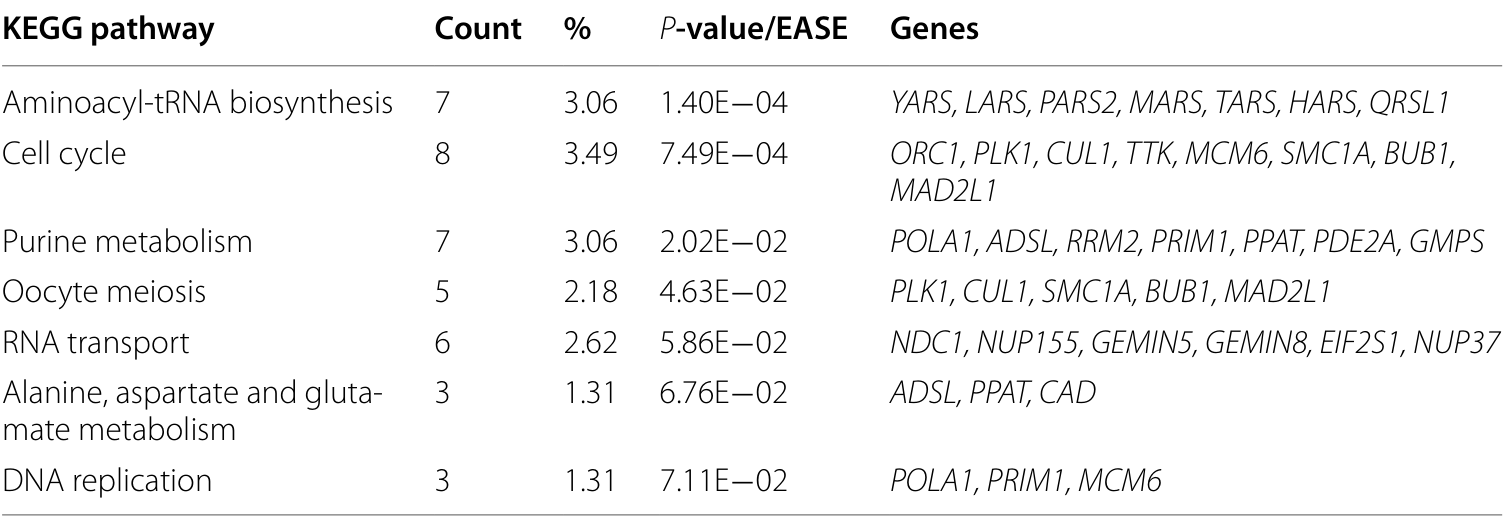 KEGG pathway Count % P-value/EASE Genes
Aminoacyl-tRNA biosynthesis 7 3.06 1.40E−04 YARS, LARS, PARS2, MARS, TARS, HARS, QRSL1
Cell cycle 8 3.49 7.49E−04 ORC1, PLK1, CUL1, TTK, MCM6, SMC1A, BUB1,
MAD2L1
Purine metabolism 7 3.06 2.02E−02 POLA1, ADSL, RRM2, PRIM1, PPAT, PDE2A, GMPS
Oocyte meiosis 5 2.18 4.63E−02 PLK1, CUL1, SMC1A, BUB1, MAD2L1
RNA transport 6 2.62 5.86E−02 NDC1, NUP155, GEMIN5, GEMIN8, EIF2S1, NUP37
Alanine, aspartate and gluta- 3 1.31 6.76E−02 ADSL, PPAT, CAD
mate metabolism
DNA replication 3 1.31 7.11E−02 POLA1, PRIM1, MCM6